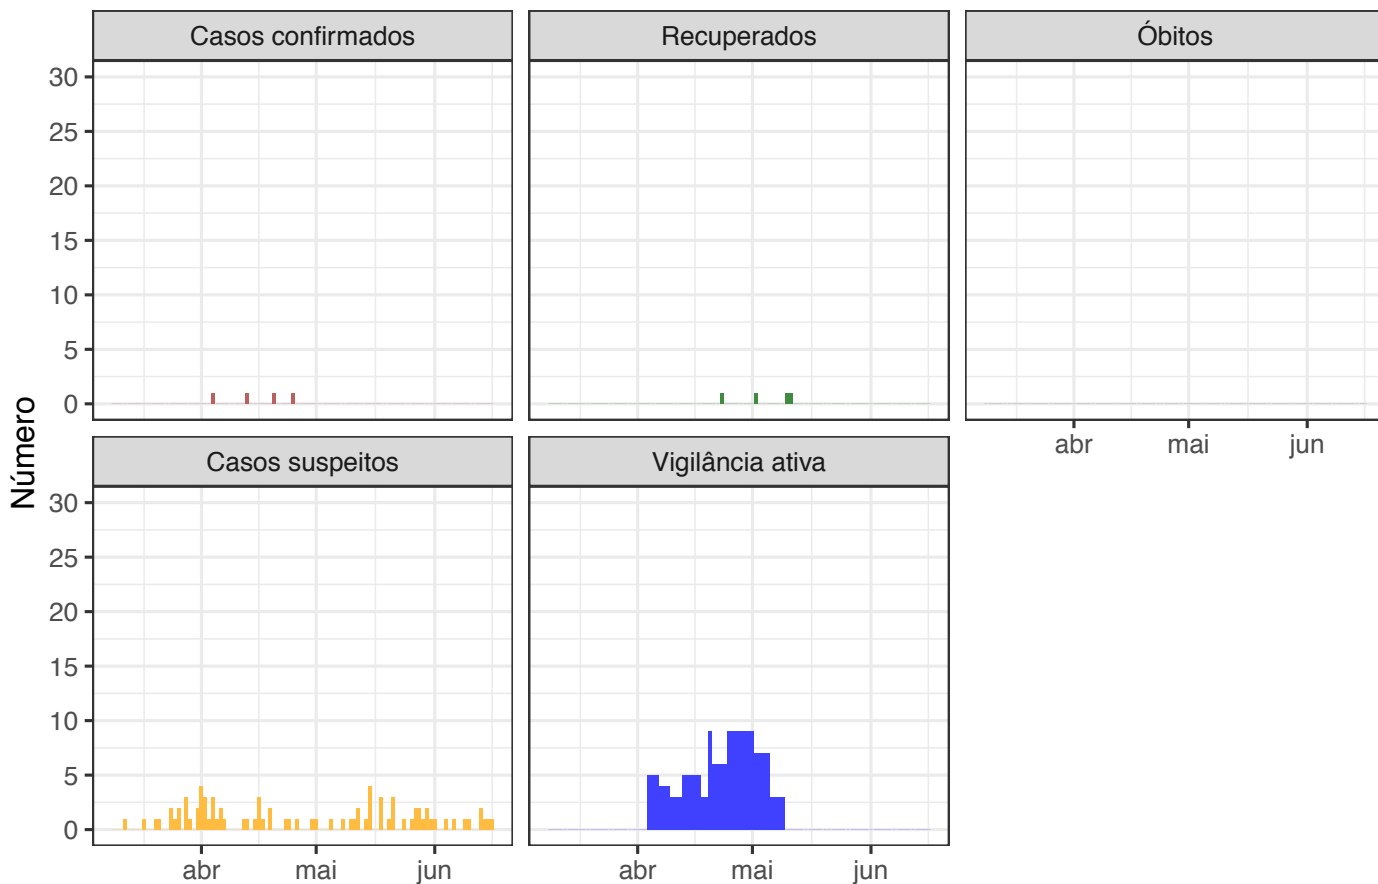 Casos confirmados Recuperados Óbitos
30
25
20
15
10
5
0
abr mai jun
Número
Casos suspeitos Vigilância ativa
30
25
20
15
10
5
0
abr mai jun abr mai jun